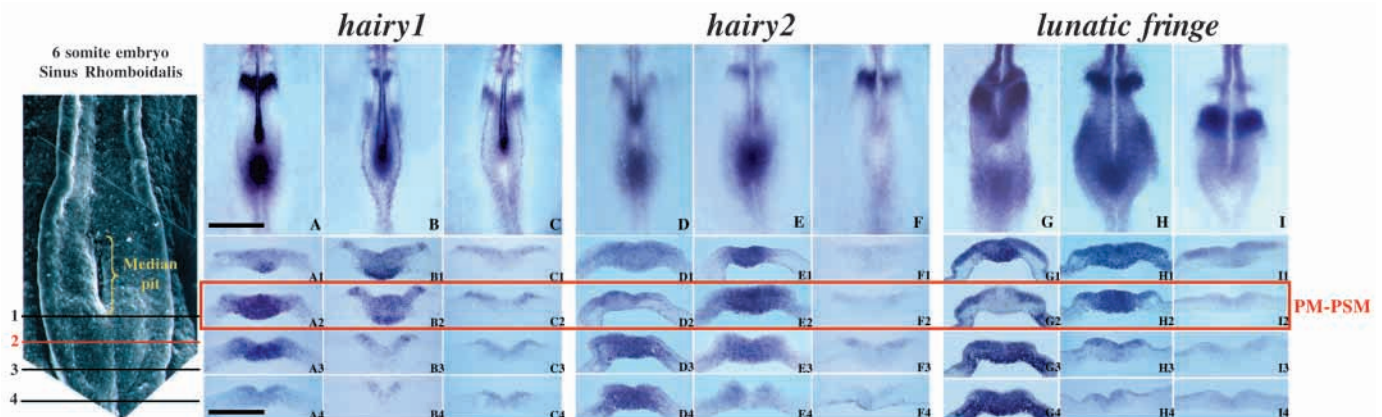 hairy1 hairy2 lunatic fringe
6 somite embryo
Sinus Rhomboidalis
A B C D E F G H I
Median
pit
A1 B1 C1 D1 E1 F1 G1 H1 I1
1
A2 B2 C2 D2 E2 F2 G2 H2 I2
PM-PSM
2
A3 B3 C3 D3 E3 F3 G3 H3 I3
3
4
A4 B4 C4 D4 E4 F4 G4 H4 I4